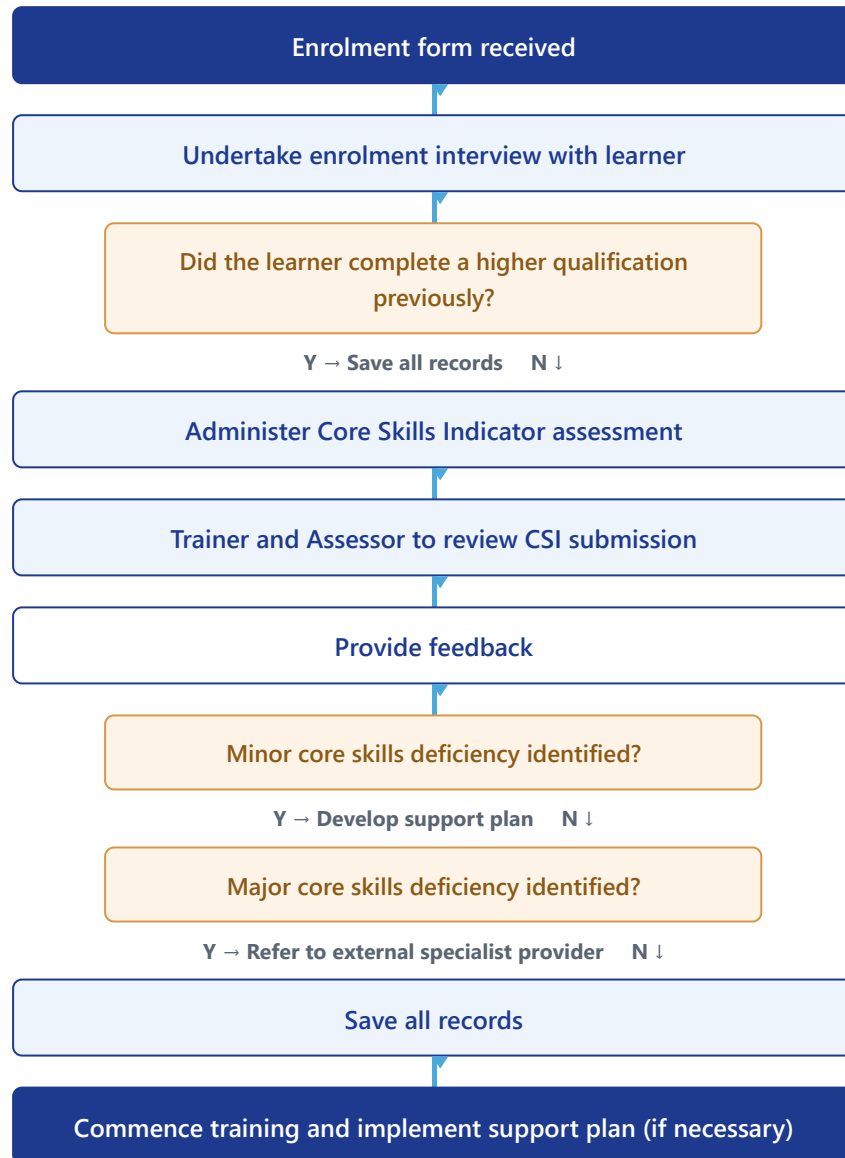 Enrolment form received
Undertake enrolment interview with learner
Did the learner complete a higher qualification
previously?
Y → Save all records N ↓
Administer Core Skills Indicator assessment
Trainer and Assessor to review CSI submission
Provide feedback
Minor core skills deficiency identified?
Y → Develop support plan N ↓
Major core skills deficiency identified?
Y → Refer to external specialist provider N ↓
Save all records
Commence training and implement support plan (if necessary)